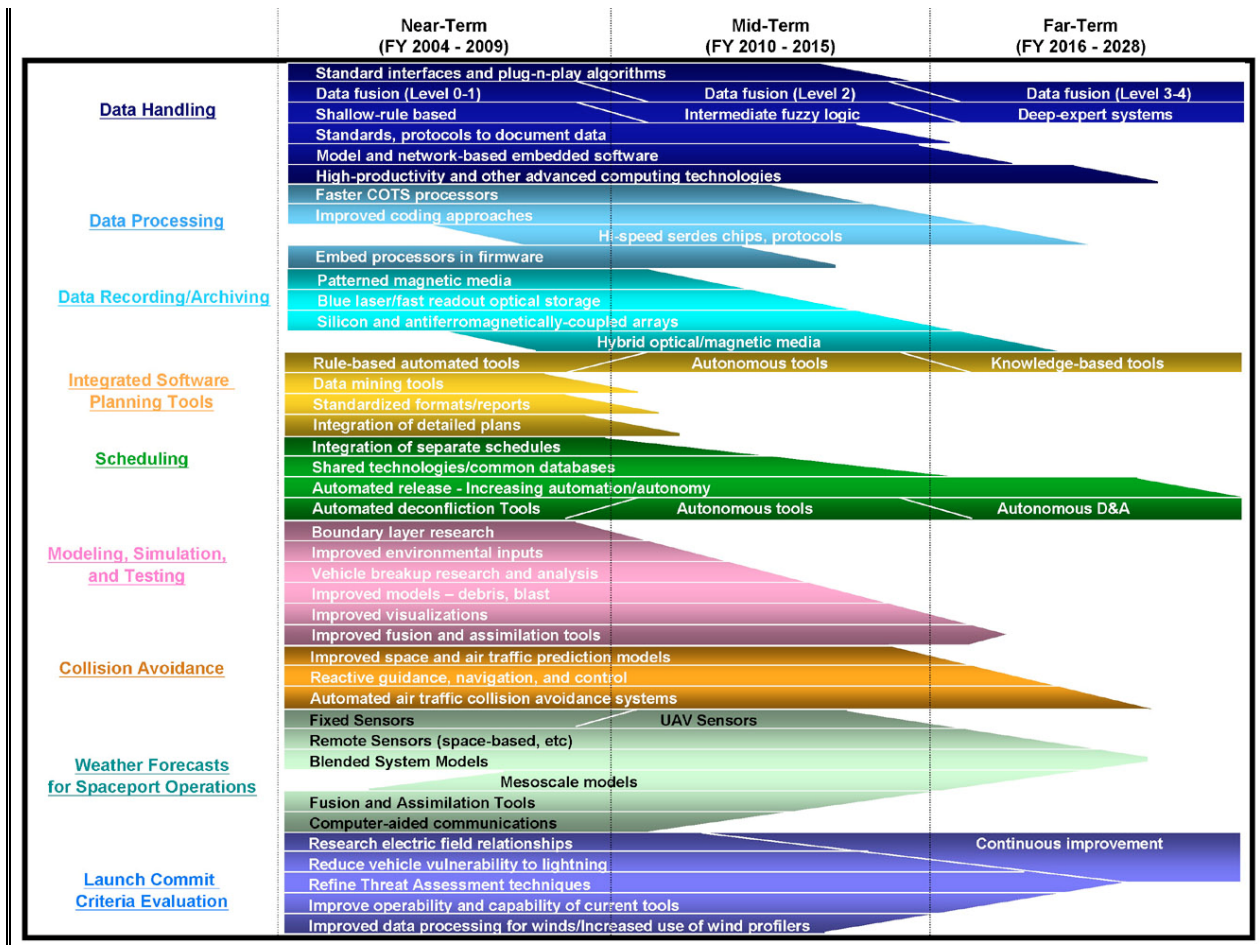 Near-Term Mid-Term Far-Term
(FY 2004 - 2009) (FY 2010 - 2015) (FY 2016 - 2028)
Data Handling
Standard interfaces and plug-n-play algorithms
Data fusion (Level 0-1) Data fusion (Level 2) Data fusion (Level 3-4)
Shallow-rule based Intermediate fuzzy logic Deep-expert systems
Standards, protocols to document data
Model and network-based embedded software
High-productivity and other advanced computing technologies
Data Processing
Faster COTS processors
Improved coding approaches
Hi-speed serdes chips, protocols
Embed processors in firmware
Data Recording/Archiving
Patterned magnetic media
Blue laser/fast readout optical storage
Silicon and antiferromagnetically-coupled arrays
Hybrid optical/magnetic media
Integrated Software
Planning Tools
Rule-based automated tools Autonomous tools Knowledge-based tools
Data mining tools
Standardized formats/reports
Integration of detailed plans
Scheduling
Integration of separate schedules
Shared technologies/common databases
Automated release - Increasing automation/autonomy
Automated deconfliction Tools Autonomous tools Autonomous D&A
Modeling, Simulation,
and Testing
Boundary layer research
Improved environmental inputs
Vehicle breakup research and analysis
Improved models – debris, blast
Improved visualizations
Improved fusion and assimilation tools
Collision Avoidance
Improved space and air traffic prediction models
Reactive guidance, navigation, and control
Automated air traffic collision avoidance systems
Weather Forecasts
for Spaceport Operations
Fixed Sensors UAV Sensors
Remote Sensors (space-based, etc)
Blended System Models
Mesoscale models
Fusion and Assimilation Tools
Computer-aided communications
Launch Commit
Criteria Evaluation
Research electric field relationships Continuous improvement
Reduce vehicle vulnerability to lightning
Refine Threat Assessment techniques
Improve operability and capability of current tools
Improved data processing for winds/Increased use of wind profilers